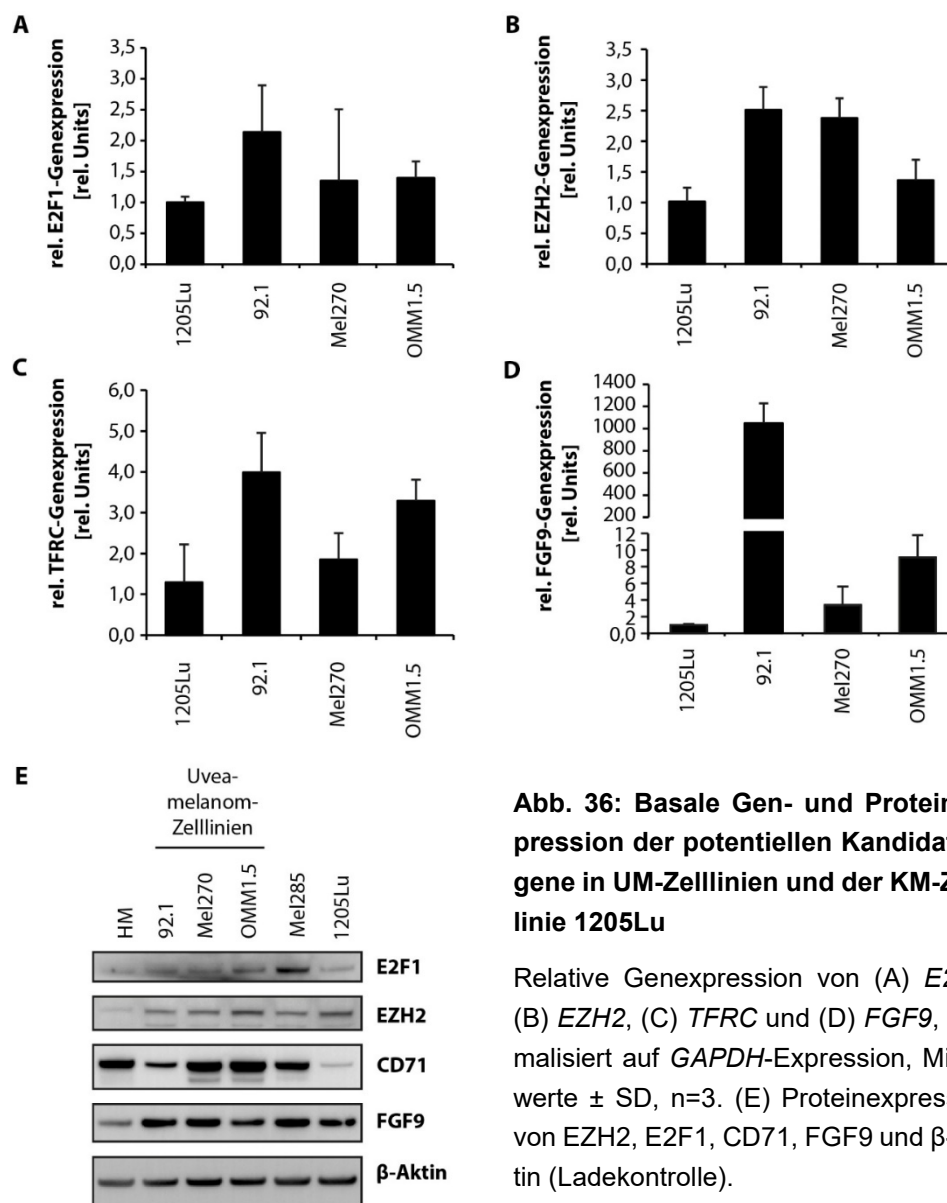 A
rel. E2F1-Genexpression
[rel. Units]
3,5
3,0
2,5
2,0
1,5
1,0
0,5
0,0
1205Lu
92.1
Mel270
OMM1.5
B
rel. EZH2-Genexpression
[rel. Units]
3,5
3,0
2,5
2,0
1,5
1,0
0,5
0,0
1205Lu
92.1
Mel270
OMM1.5
C
rel. TFRC-Genexpression
[rel. Units]
6,0
5,0
4,0
3,0
2,0
1,0
0,0
1205Lu
92.1
Mel270
OMM1.5
D
rel. FGF9-Genexpression
[rel. Units]
1400
1200
1000
800
600
400
200
12
10
8
6
4
2
0,0
1205Lu
92.1
Mel270
OMM1.5
E
Uvea-
melanom-
Zelllinien
HM
92.1
Mel270
OMM1.5
Mel285
1205Lu
E2F1
EZH2
CD71
FGF9
β-Aktin
Abb. 36: Basale Gen- und Protein
pression der potentiellen Kandidat
gene in UM-Zelllinien und der KM-Z
linie 1205Lu
Relative Genexpression von (A) E2
(B) EZH2, (C) TFRC und (D) FGF9,
malisiert auf GAPDH-Expression, Mi
werte ± SD, n=3. (E) Proteinexpress
von EZH2, E2F1, CD71, FGF9 und β-
tin (Ladekontrolle).